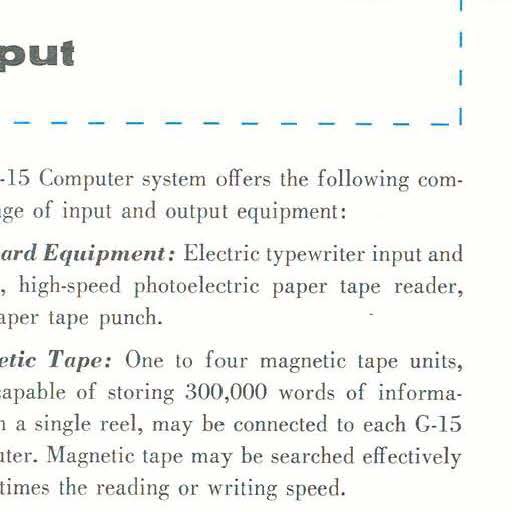 put
-15 Computer system offers the following com-
ge of input and output equipment:
ard Equipment: Electric typewriter input and
, high-speed photoelectric paper tape reader,
aper tape punch.
etic Tape: One to four magnetic tape units,
apable of storing 300,000 words of informa-
n a single reel, may be connected to each G-15
uter. Magnetic tape may be searched effectively
times the reading or writing speed.